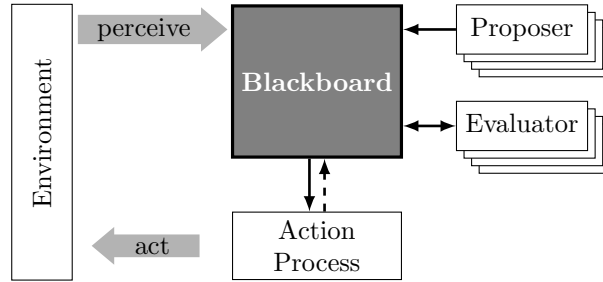 perceive
Proposer
Blackboard
Environment
Evaluator
act
Action
Process